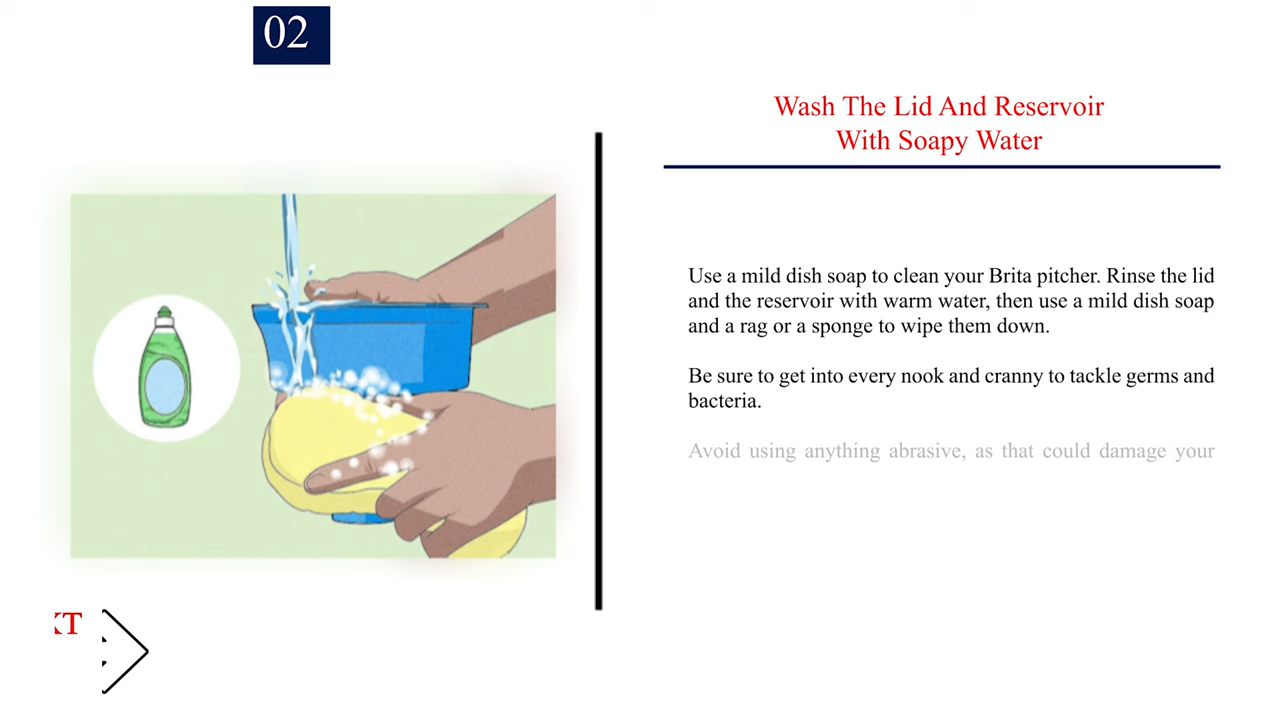 02
Wash The Lid And Reservoir
With Soapy Water
Use a mild dish soap to clean your Brita pitcher. Rinse the lid
and the reservoir with warm water, then use a mild dish soap
and a rag or a sponge to wipe them down.
Be sure to get into every nook and cranny to tackle germs and
bacteria.
Avoid using anything abrasive, as that could damage your